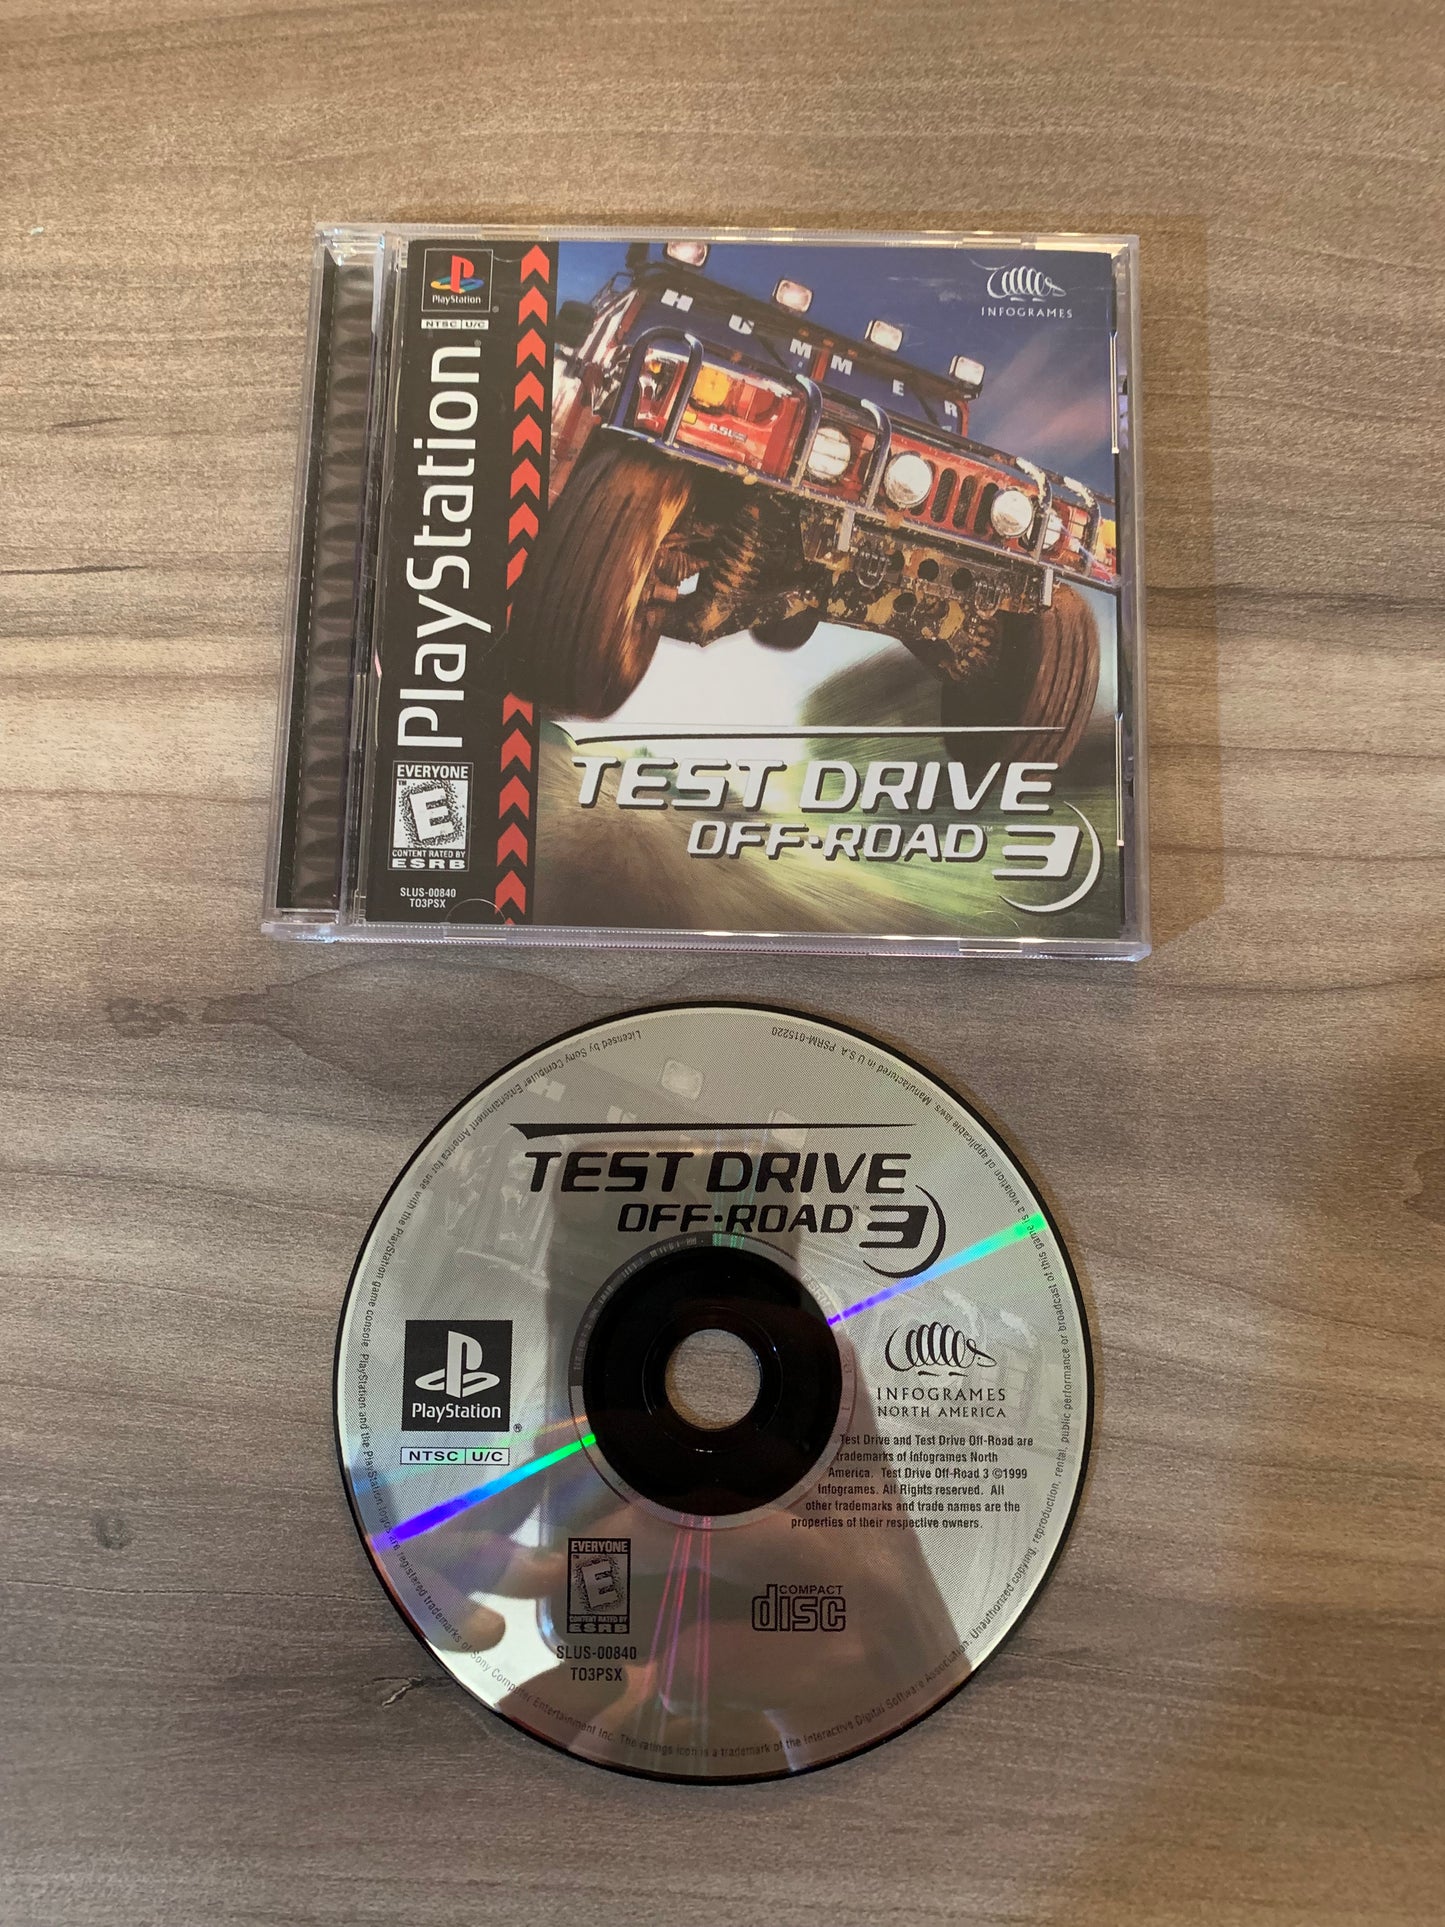 PlayStation
NTSC U/C
PlayStation
EVERYONE
E
CONTENT RATED BY
ESRB
SLUS-00840
TO3PSX
INFOGRAMES
HUMMER
6.5L
TEST DRIVE
OFF-ROAD™ 3
Licensed by Sony Computer Entertainment America for use with the PlayStation game console. PlayStation and the PlayStation logos are registered trademarks of Sony Computer Entertainment Inc. The ratings icon is a trademark of the Interactive Digital Software Association. Unauthorized copying, reproduction, rental, public performance or broadcast of this game is a violation of applicable laws. Manufactured in U.S.A. PSRM-015220
TEST DRIVE
OFF-ROAD™ 3
PlayStation®
NTSC U/C
INFOGRAMES
NORTH AMERICA
Test Drive and Test Drive Off-Road are
trademarks of Infogrames North
America. Test Drive Off-Road 3 ©1999
Infogrames. All Rights reserved. All
other trademarks and trade names are the
properties of their respective owners.
EVERYONE
E
CONTENT RATED BY
ESRB
SLUS-00840
TO3PSX
COMPACT
disc